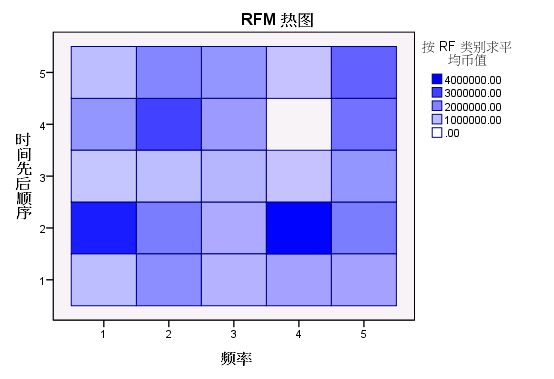 RFM 热图
按 RF 类别求平
均币值
4000000.00
3000000.00
2000000.00
1000000.00
.00
时间先后顺序
5
4
3
2
1
1 2 3 4 5
频率